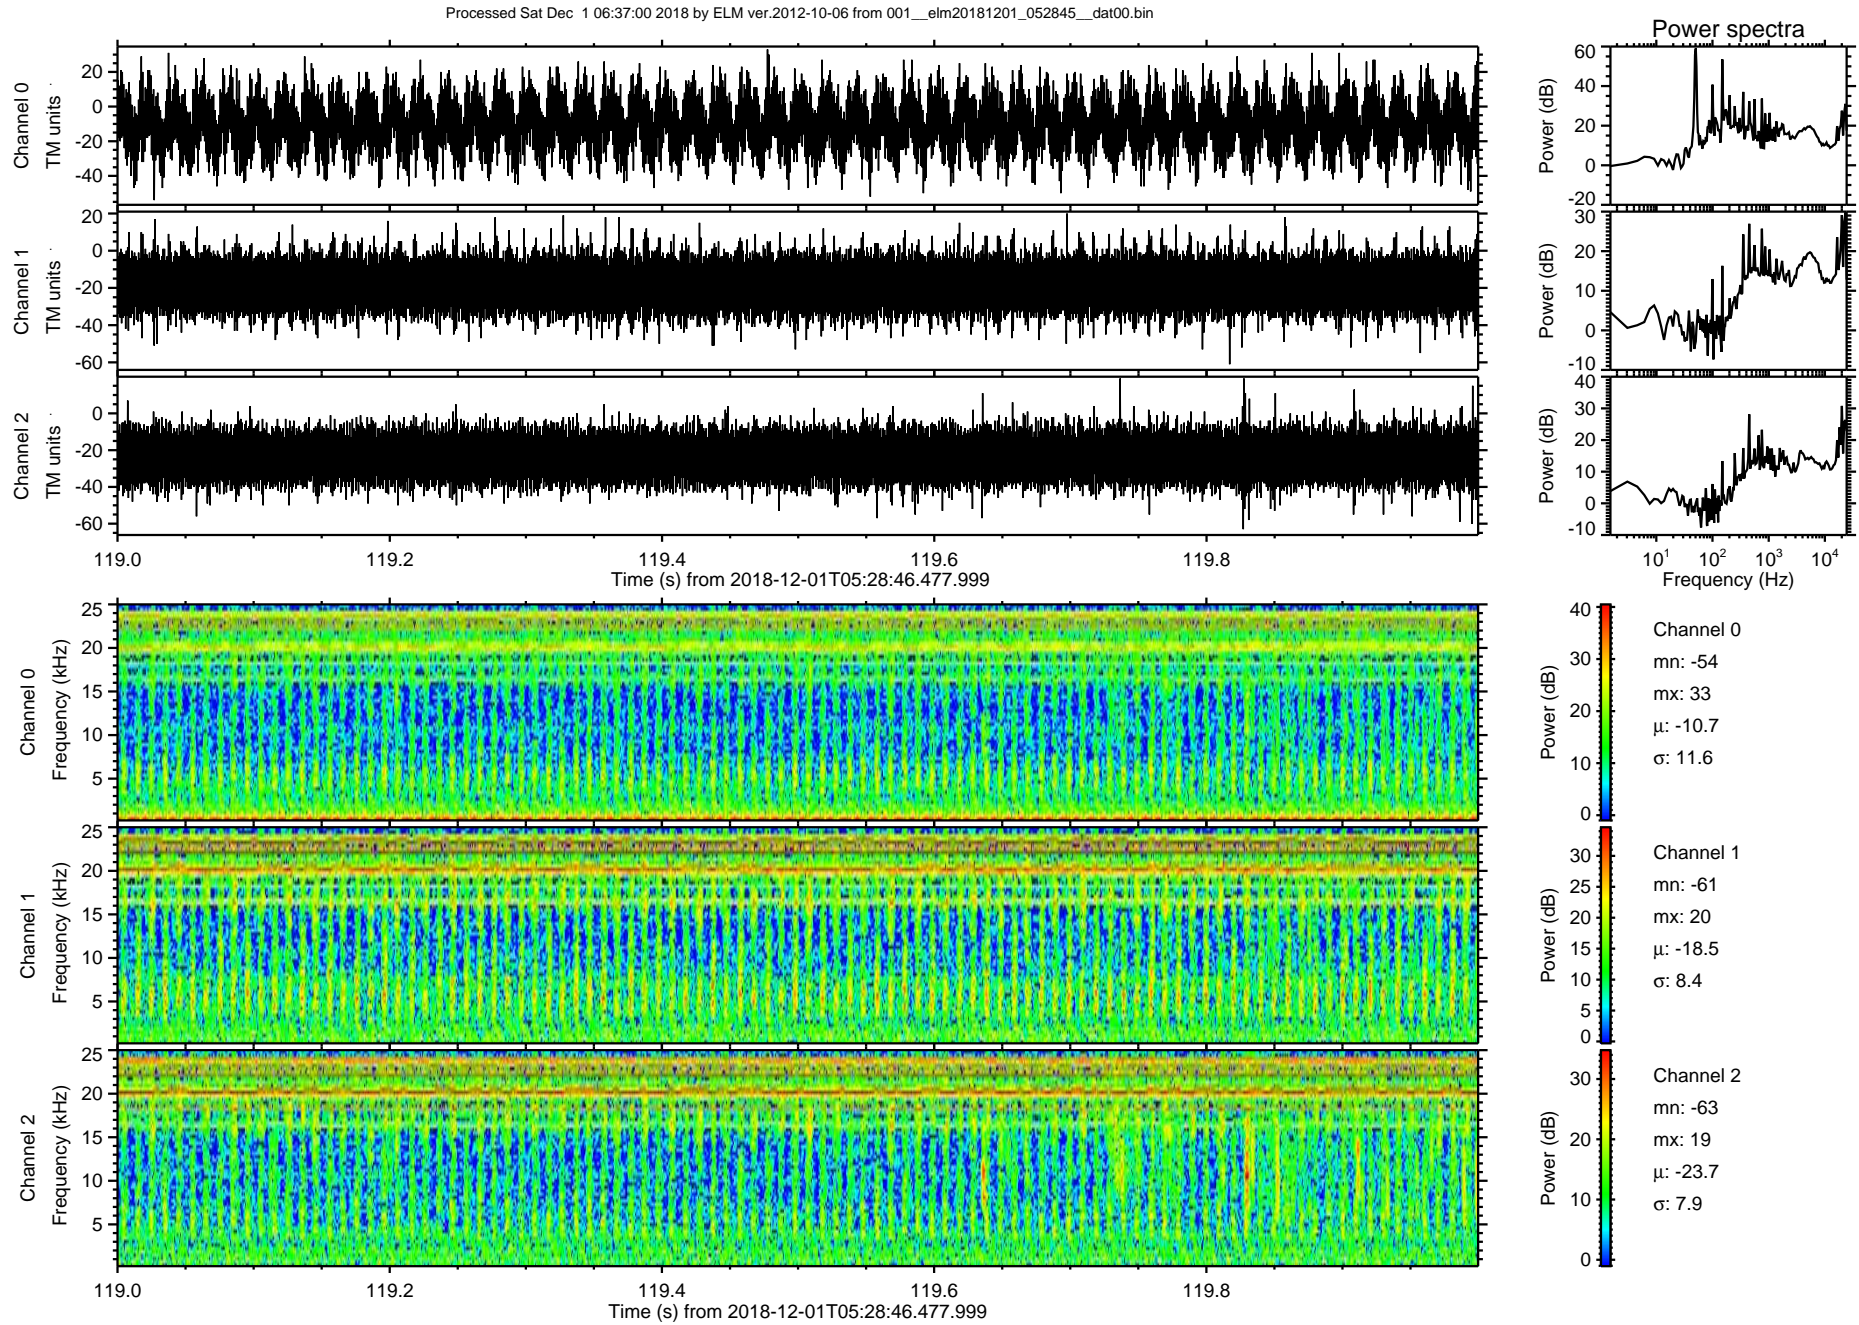 Processed Sat Dec 1 06:37:00 2018 by ELM ver.2012-10-06 from 001__elm20181201_052845__dat00.bin
Power spectra
Channel 0
TM units
20
0
-20
-40
Power (dB)
60
40
20
0
-20
Channel 1
TM units
20
0
-20
-40
-60
Power (dB)
30
20
10
0
-10
Channel 2
TM units
0
-20
-40
-60
Power (dB)
40
30
20
10
0
-10
119.0 119.2 119.4 119.6 119.8
Time (s) from 2018-12-01T05:28:46.477.999
10¹ 10² 10³ 10⁴
Frequency (Hz)
Channel 0
Frequency (kHz)
25
20
15
10
5
Power (dB)
40
30
20
10
0
Channel 0
mn: -54
mx: 33
μ: -10.7
σ: 11.6
Channel 1
Frequency (kHz)
25
20
15
10
5
Power (dB)
30
25
20
15
10
5
0
Channel 1
mn: -61
mx: 20
μ: -18.5
σ: 8.4
Channel 2
Frequency (kHz)
25
20
15
10
5
Power (dB)
30
20
10
0
Channel 2
mn: -63
mx: 19
μ: -23.7
σ: 7.9
119.0 119.2 119.4 119.6 119.8
Time (s) from 2018-12-01T05:28:46.477.999